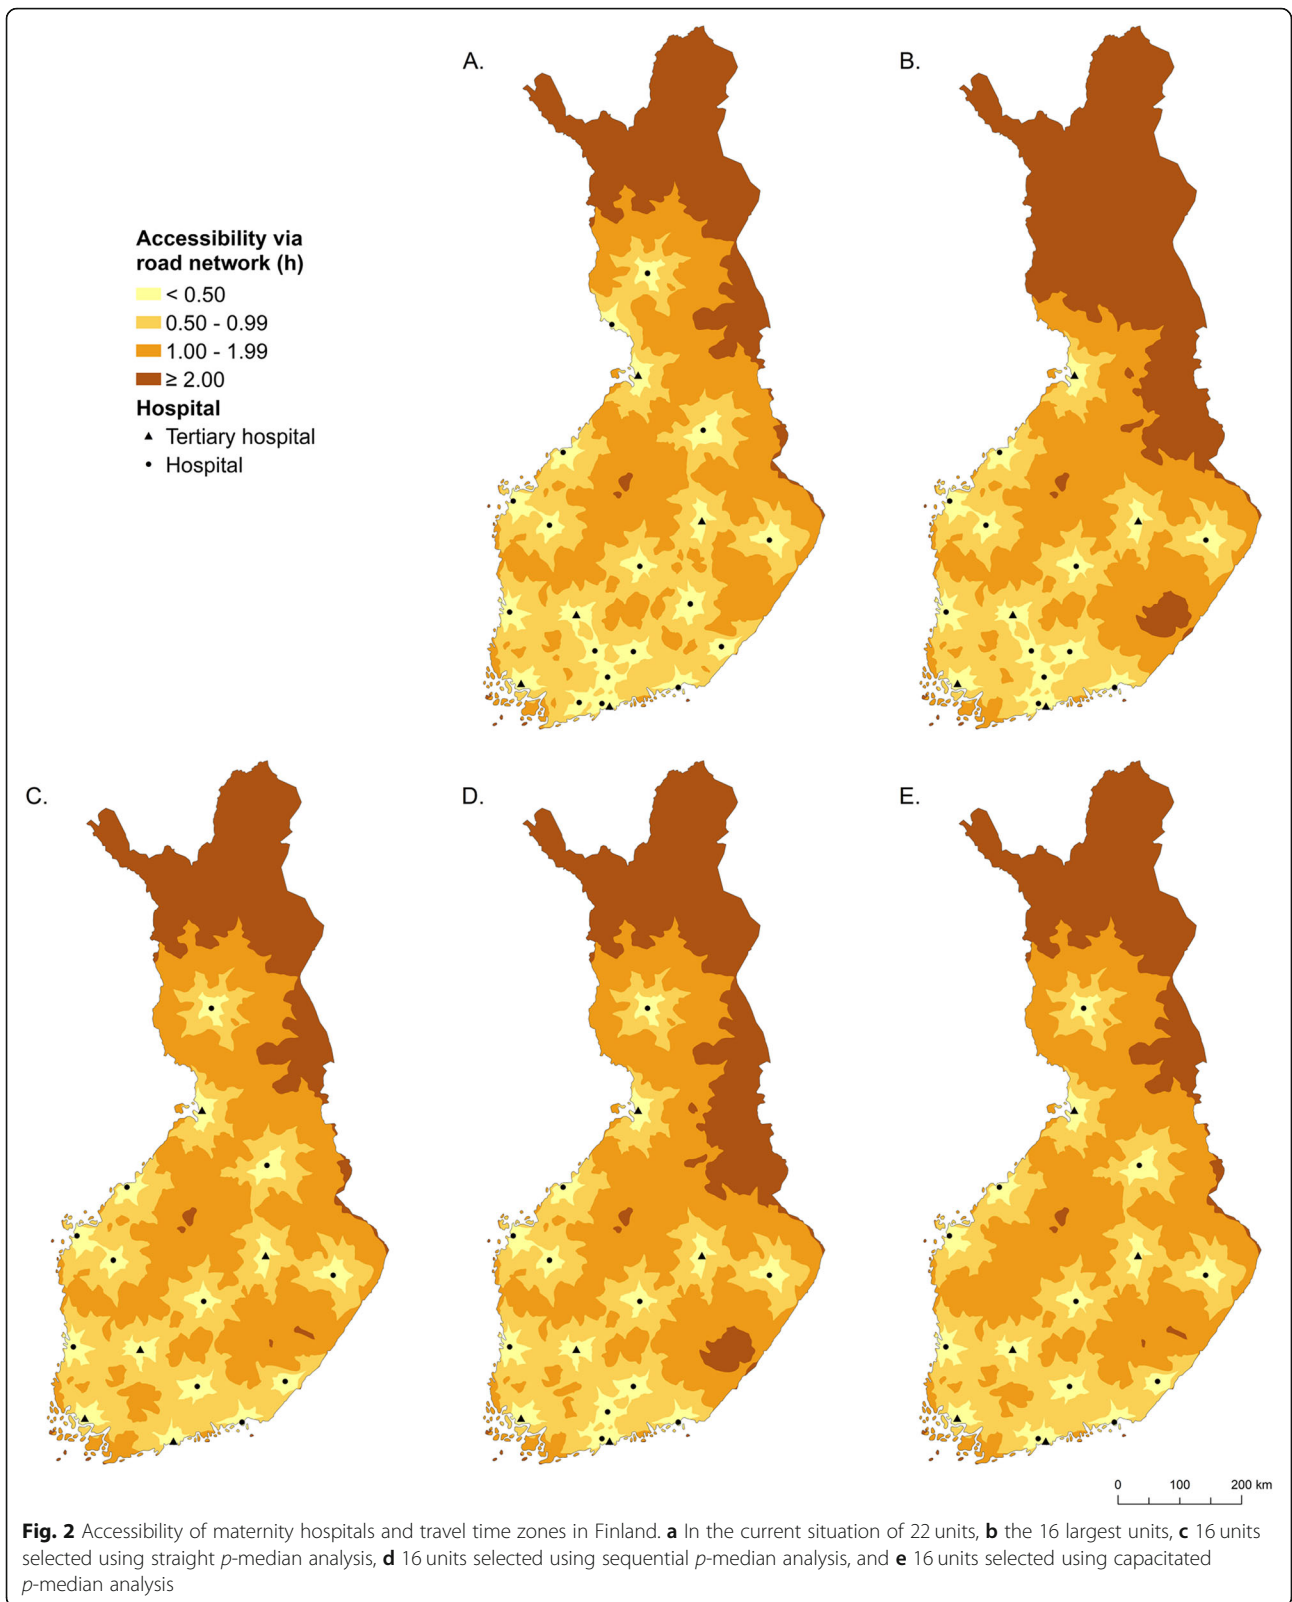 A.
B.
Accessibility via
road network (h)
< 0.50
0.50 - 0.99
1.00 - 1.99
≥ 2.00
Hospital
Tertiary hospital
Hospital
C.
D.
E.
0 100 200 km
Fig. 2 Accessibility of maternity hospitals and travel time zones in Finland. a In the current situation of 22 units, b the 16 largest units, c 16 units
selected using straight p-median analysis, d 16 units selected using sequential p-median analysis, and e 16 units selected using capacitated
p-median analysis